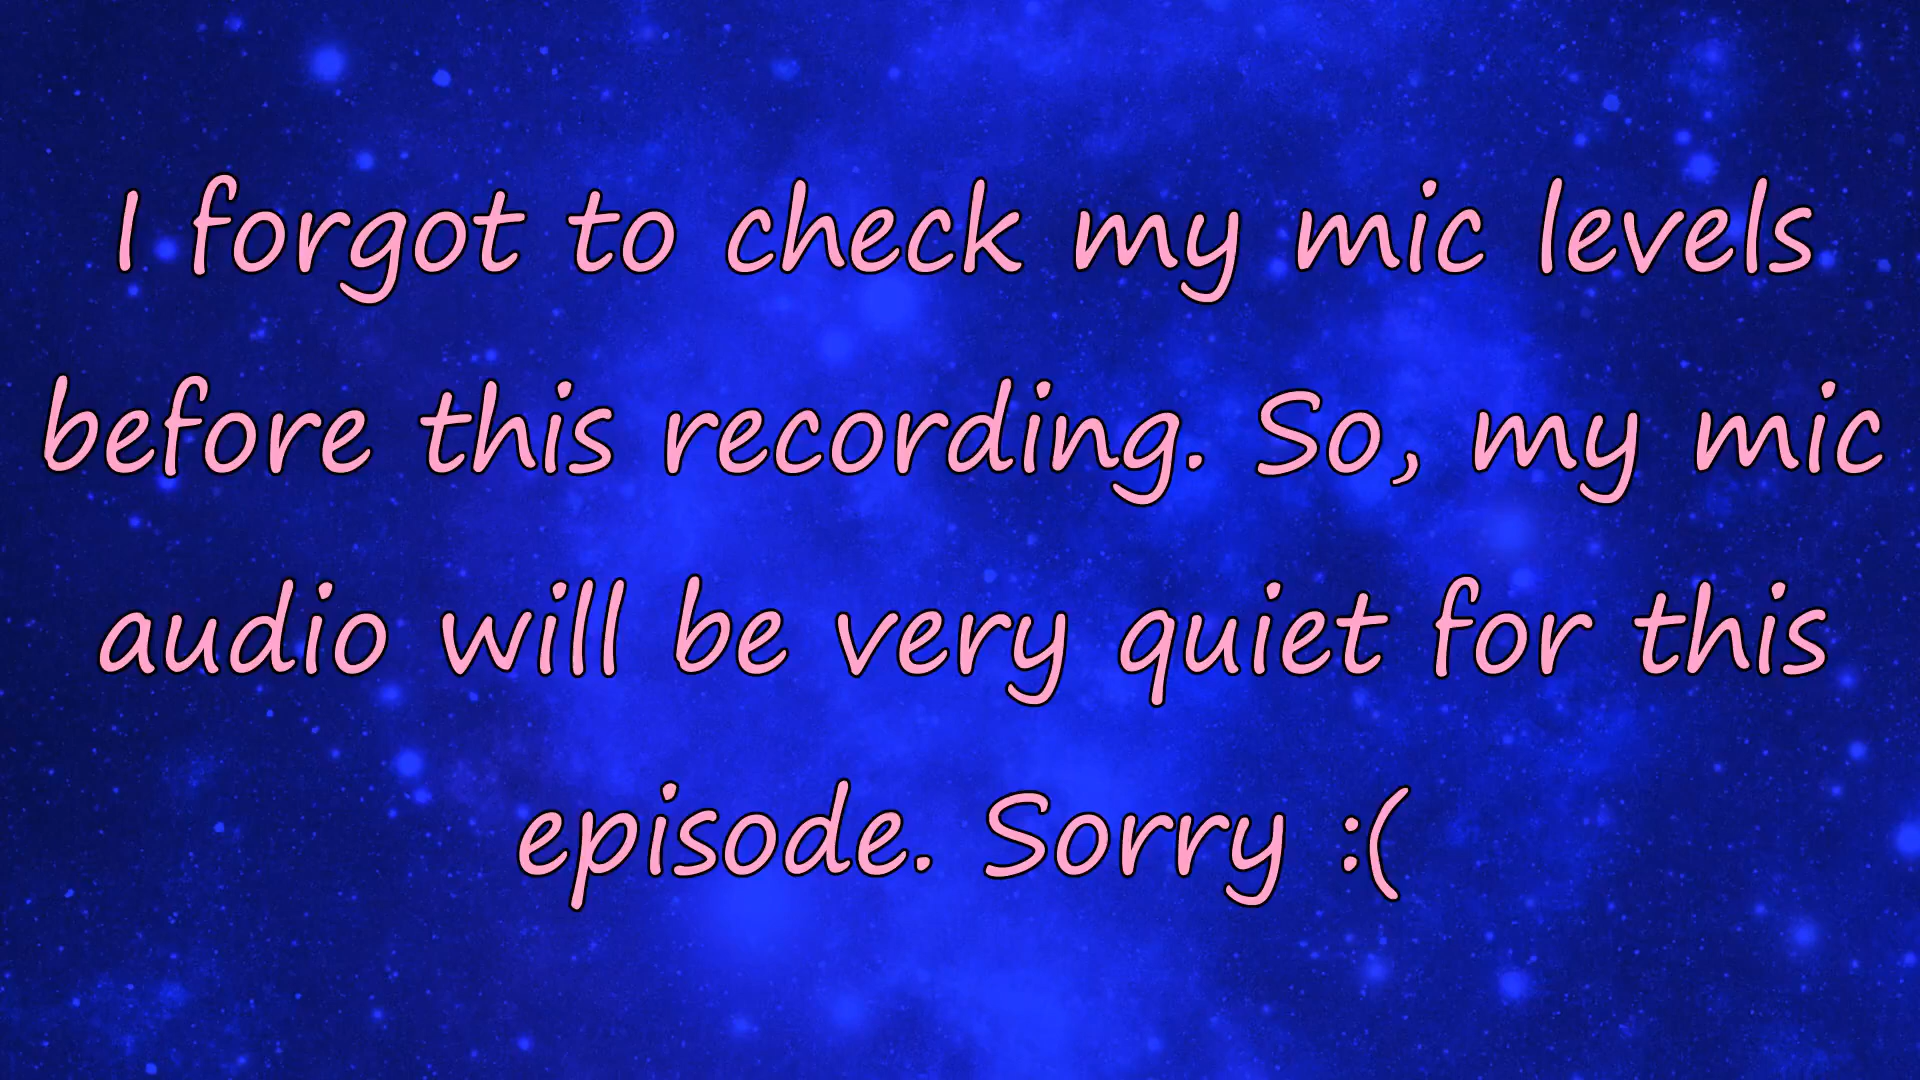 I forgot to check my mic levels
before this recording. So, my mic
audio will be very quiet for this
episode. Sorry :(